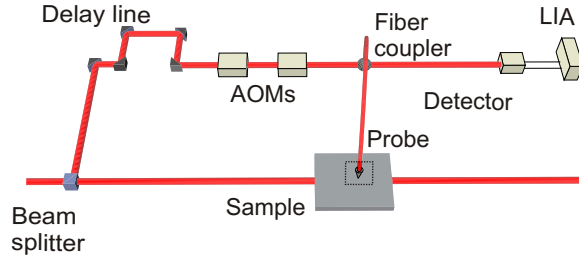 Delay line
Fiber
coupler
LIA
AOMs
Detector
Probe
Sample
Beam
splitter